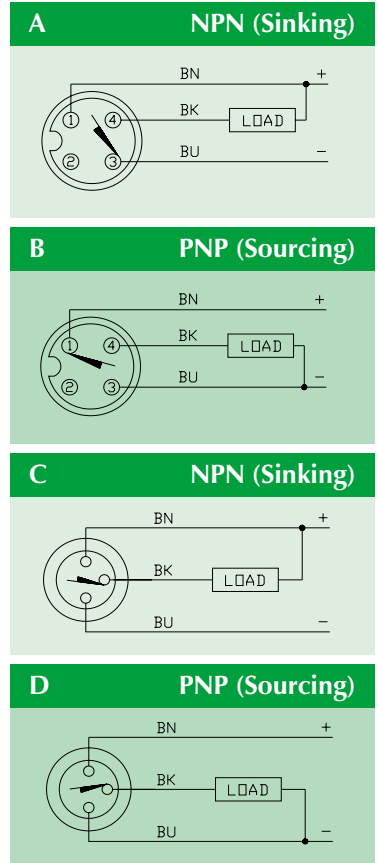 A NPN (Sinking)
BN +
BK
1 4 LOAD
BU −
2 3
B PNP (Sourcing)
BN +
BK
1 4 LOAD
BU −
2 3
C NPN (Sinking)
BN +
BK
LOAD
BU −
D PNP (Sourcing)
BN +
BK
LOAD
BU −